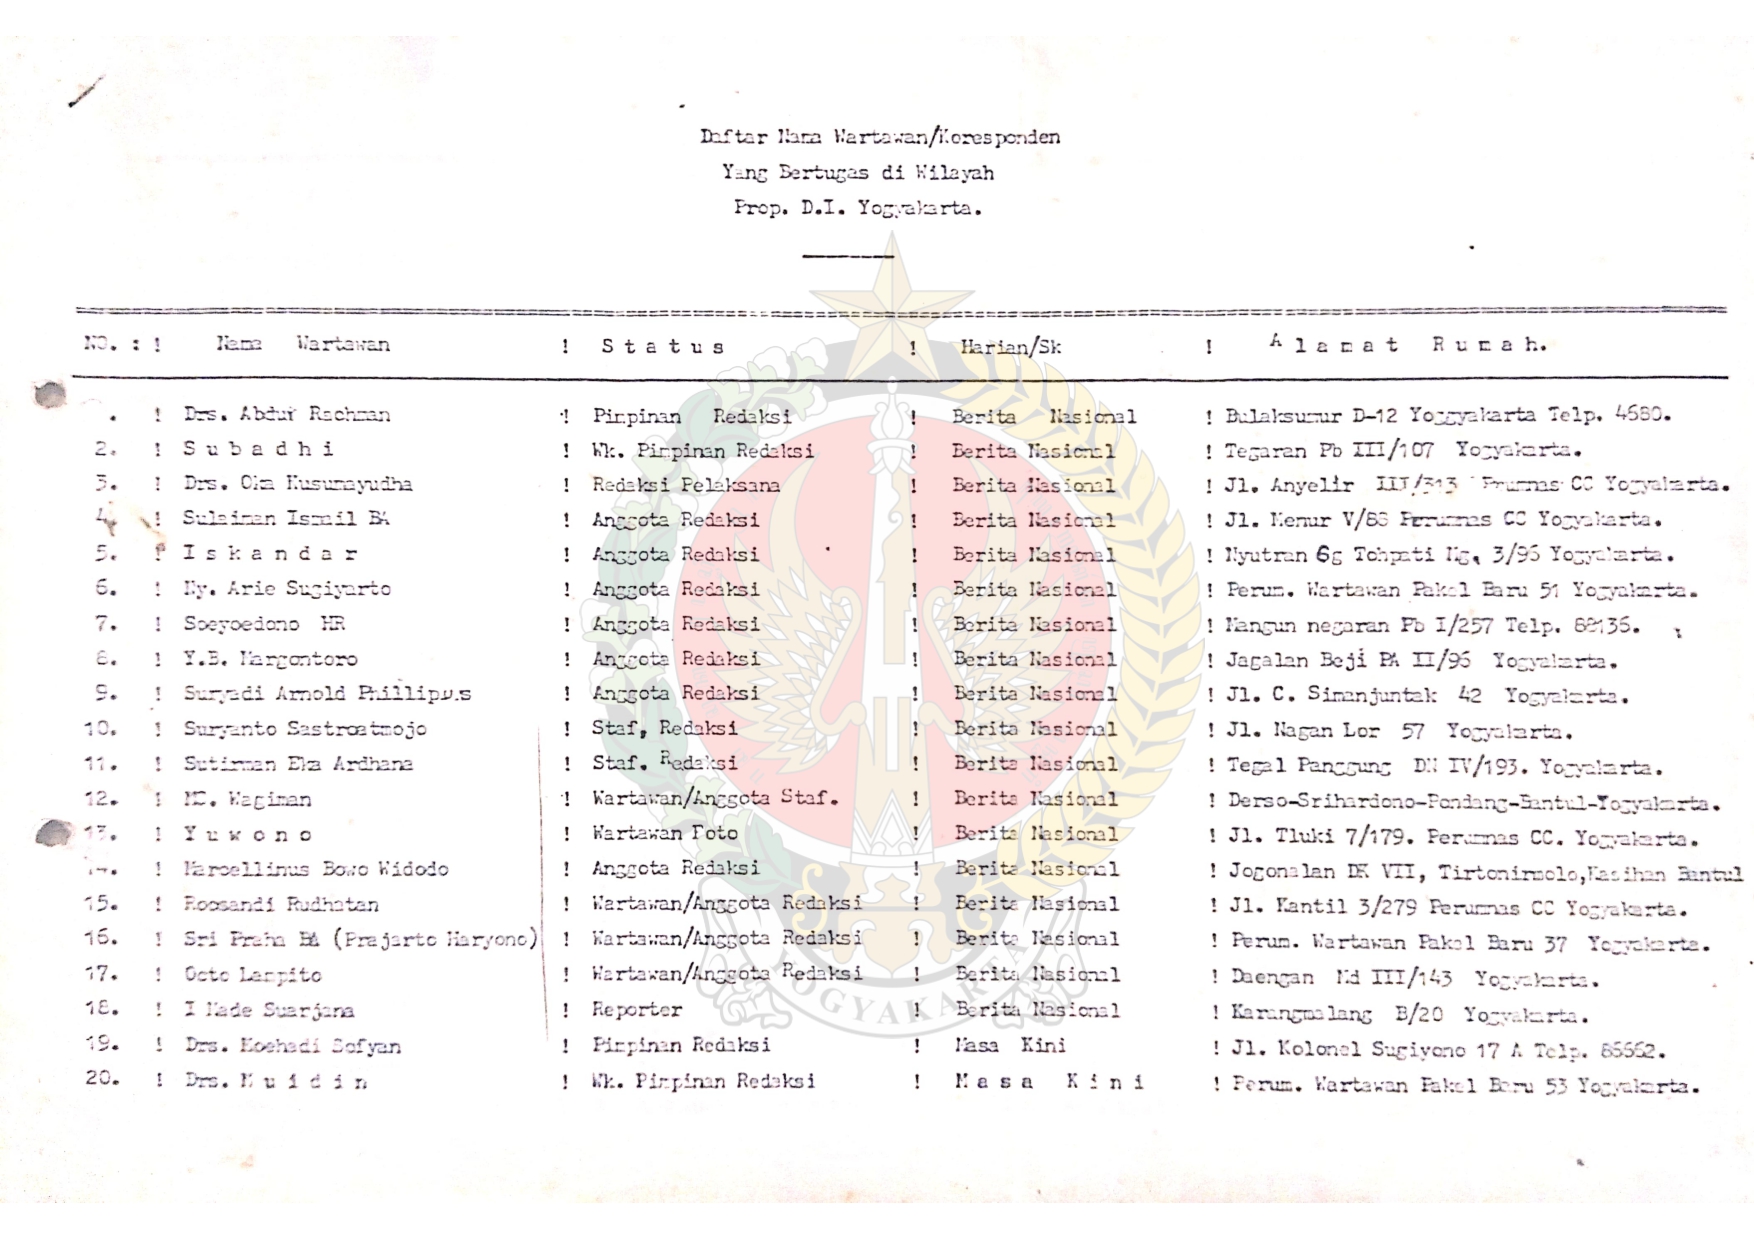 Daftar Nama Wartawan/Koresponden
Yang Bertugas di Wilayah
Prop. D.I. Yogyakarta.
NO. : ! Nama Wartawan ! S t a t u s ! Harian/Sk ! A l a m a t R u m a h.
. ! Drs. Abdur Rachman ! Pimpinan Redaksi ! Berita Nasional ! Bulaksumur D-12 Yogyakarta Telp. 4680.
2. ! S u b a d h i ! Wk. Pimpinan Redaksi ! Berita Nasional ! Tegaran Pb III/107 Yogyakarta.
3. ! Drs. Oka Kusumayudha ! Redaksi Pelaksana ! Berita Nasional ! Jl. Anyelir III/313 Perumnas CC Yogyakarta.
4. ! Sulaiman Ismail BA ! Anggota Redaksi ! Berita Nasional ! Jl. Menur V/86 Perumnas CC Yogyakarta.
5. ! I s k a n d a r ! Anggota Redaksi ! Berita Nasional ! Nyutran Gg Tohpati Mg, 3/96 Yogyakarta.
6. ! Ny. Arie Sugiyarto ! Anggota Redaksi ! Berita Nasional ! Perum. Wartawan Pakel Baru 51 Yogyakarta.
7. ! Soeyoedono HR ! Anggota Redaksi ! Berita Nasional ! Mangun negaran Pb I/257 Telp. 88136.
8. ! Y.B. Margontoro ! Anggota Redaksi ! Berita Nasional ! Jagalan Beji PA II/96 Yogyakarta.
9. ! Suryadi Arnold Phillipus ! Anggota Redaksi ! Berita Nasional ! Jl. C. Simanjuntak 42 Yogyakarta.
10. ! Suryanto Sastroatmojo ! Staf, Redaksi ! Berita Nasional ! Jl. Nagan Lor 57 Yogyakarta.
11. ! Sutirman Eka Ardhana ! Staf. Redaksi ! Berita Nasional ! Tegal Panggung DN IV/193. Yogyakarta.
12. ! Wagiman ! Wartawan/Anggota Staf. ! Berita Nasional ! Derso-Srihardono-Pundong-Bantul-Yogyakarta.
13. ! Y u w o n o ! Wartawan Foto ! Berita Nasional ! Jl. Tluki 7/179. Perumnas CC. Yogyakarta.
14. ! Marcellinus Bowo Widodo ! Anggota Redaksi ! Berita Nasional ! Jogonalan DK VII, Tirtonirmolo,Kasihan Bantul
15. ! Roosandi Rudhatan ! Wartawan/Anggota Redaksi ! Berita Nasional ! Jl. Kantil 3/279 Perumnas CC Yogyakarta.
16. ! Sri Praha BA (Prajarto Haryono) ! Wartawan/Anggota Redaksi ! Berita Nasional ! Perum. Wartawan Pakel Baru 37 Yogyakarta.
17. ! Octo Lampito ! Wartawan/Anggota Redaksi ! Berita Nasional ! Daengan Md III/143 Yogyakarta.
18. ! I Made Suarjana ! Reporter ! Berita Nasional ! Karangmalang B/20 Yogyakarta.
19. ! Drs. Moehadi Sofyan ! Pimpinan Redaksi ! Masa Kini ! Jl. Kolonel Sugiyono 17 A Telp. 86662.
20. ! Drs. M u i d i n ! Wk. Pimpinan Redaksi ! M a s a K i n i ! Perum. Wartawan Pakel Baru 53 Yogyakarta.
YOGYAKARTA